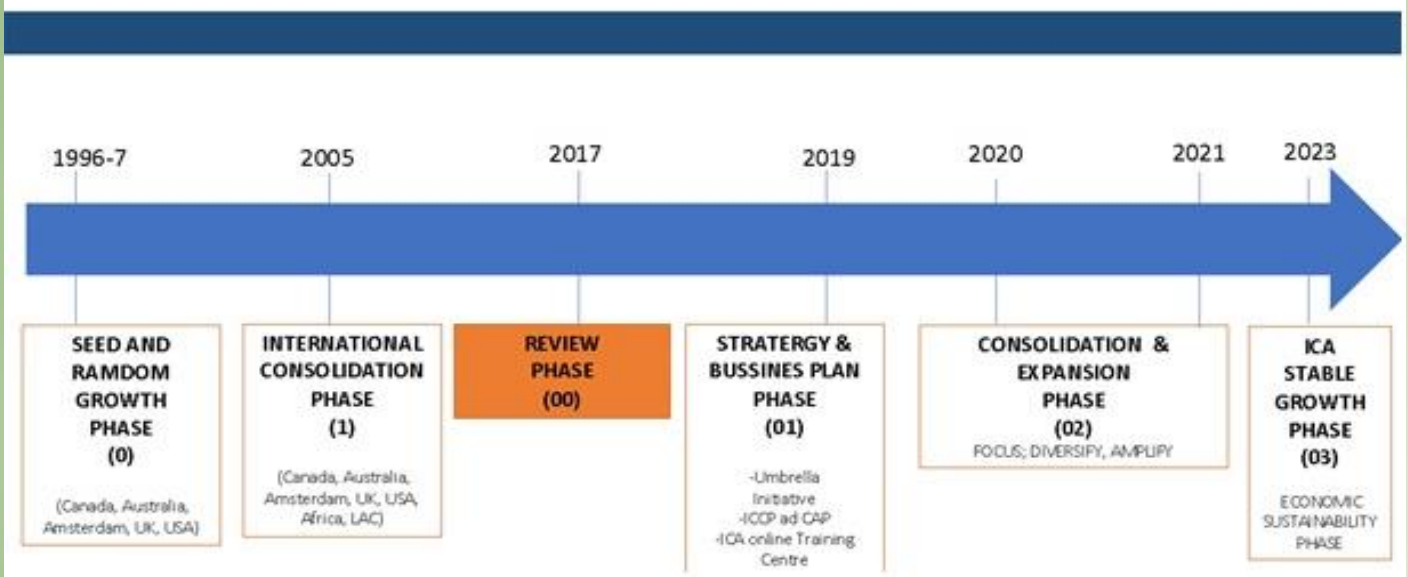 1996-7
2005
2017
2019
2020
2021
2023
SEED AND
RAMDOM
GROWTH
PHASE
(0)
(Canada, Australia,
Amsterdam, UK, USA)
INTERNATIONAL
CONSOLIDATION
PHASE
(1)
(Canada, Australia,
Amsterdam, UK, USA,
Africa, LAC)
REVIEW
PHASE
(00)
STRATERGY &
BUSSINES PLAN
PHASE
(01)
-Umbrella
Initiative
-ICCP ad CAP
-ICA online Training
Centre
CONSOLIDATION &
EXPANSION
PHASE
(02)
FOCUS; DIVERSIFY, AMPLIFY
ICA
STABLE
GROWTH
PHASE
(03)
ECONOMIC
SUSTAINABILITY
PHASE